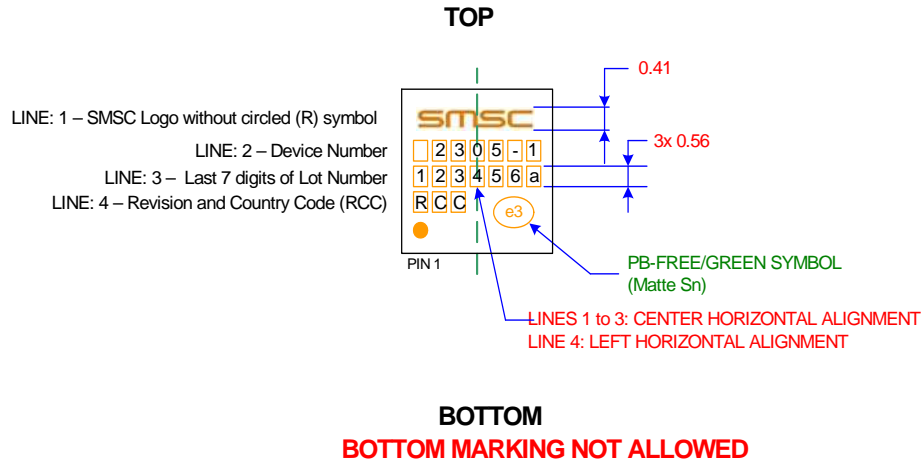 TOP
0.41
LINE: 1 – SMSC Logo without circled (R) symbol
smsc
LINE: 2 – Device Number
2305-1
3x 0.56
LINE: 3 – Last 7 digits of Lot Number
123456a
LINE: 4 – Revision and Country Code (RCC)
RCC
e3
PIN 1
PB-FREE/GREEN SYMBOL
(Matte Sn)
LINES 1 to 3: CENTER HORIZONTAL ALIGNMENT
LINE 4: LEFT HORIZONTAL ALIGNMENT
BOTTOM
BOTTOM MARKING NOT ALLOWED